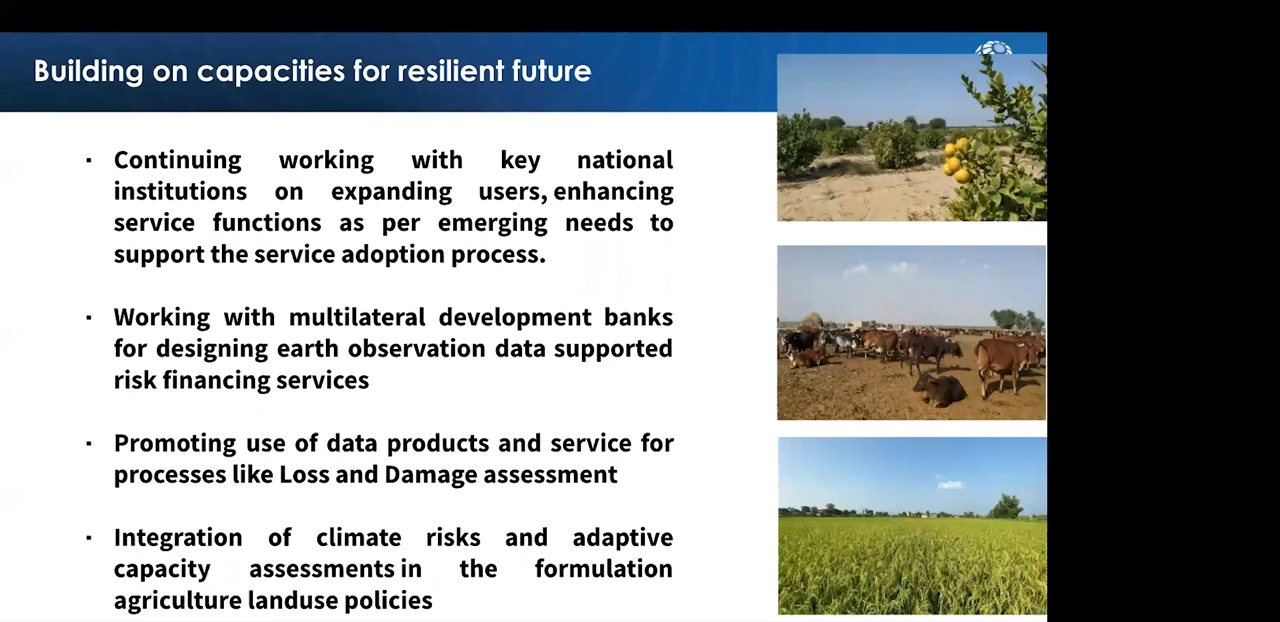 Building on capacities for resilient future
· Continuing working with key national
institutions on expanding users, enhancing
service functions as per emerging needs to
support the service adoption process.
· Working with multilateral development banks
for designing earth observation data supported
risk financing services
· Promoting use of data products and service for
processes like Loss and Damage assessment
· Integration of climate risks and adaptive
capacity assessments in the formulation
agriculture landuse policies